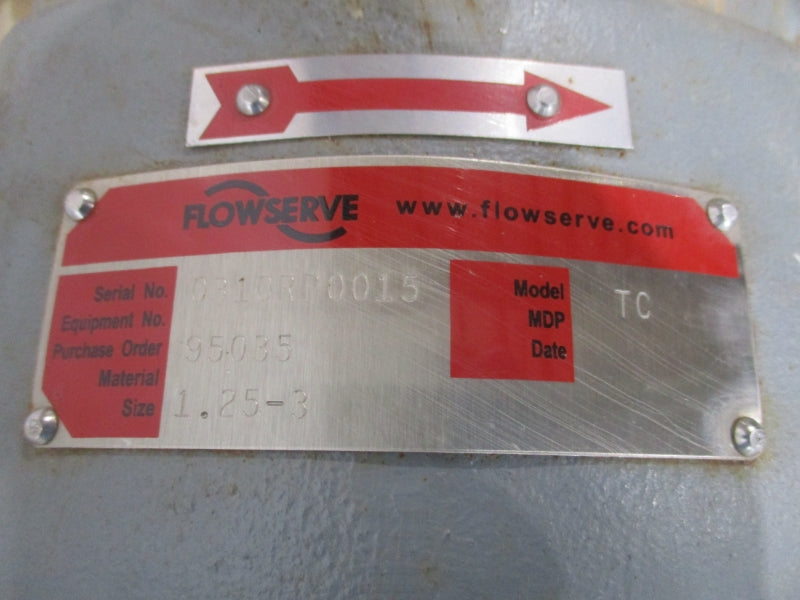 FLOWSERVE www.flowserve.com
Serial No. Model TC
Equipment No. MDP
Purchase Order 95035 Date
Material
Size 1.25-3